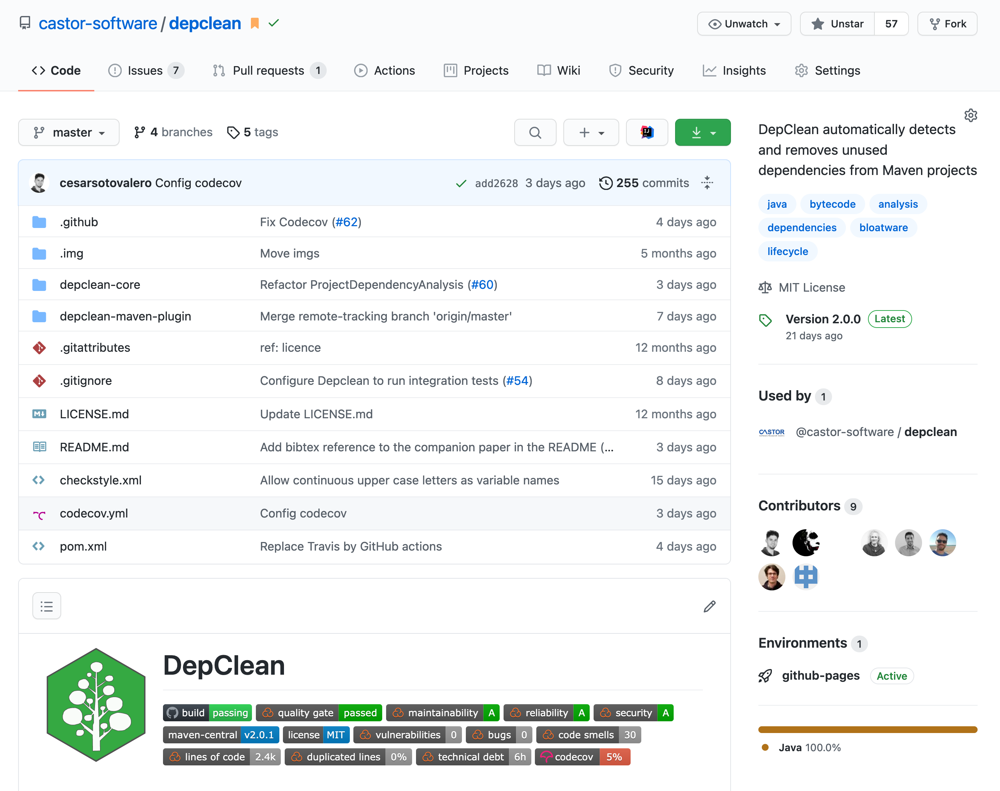 castor-software / depclean
Unwatch
Unstar 57
Fork
Code
Issues 7
Pull requests 1
Actions
Projects
Wiki
Security
Insights
Settings
master
4 branches
5 tags
cesarsotovalero Config codecov
add2628 3 days ago
255 commits
.github Fix Codecov (#62) 4 days ago
.img Move imgs 5 months ago
depclean-core Refactor ProjectDependencyAnalysis (#60) 3 days ago
depclean-maven-plugin Merge remote-tracking branch 'origin/master' 7 days ago
.gitattributes ref: licence 12 months ago
.gitignore Configure Depclean to run integration tests (#54) 8 days ago
LICENSE.md Update LICENSE.md 12 months ago
README.md Add bibtex reference to the companion paper in the README (... 3 days ago
checkstyle.xml Allow continuous upper case letters as variable names 15 days ago
codecov.yml Config codecov 3 days ago
pom.xml Replace Travis by GitHub actions 4 days ago
DepClean
build passing quality gate passed maintainability A reliability A security A
maven-central v2.0.1 license MIT vulnerabilities 0 bugs 0 code smells 30
lines of code 2.4k duplicated lines 0% technical debt 6h codecov 5%
DepClean automatically detects
and removes unused
dependencies from Maven projects
java bytecode analysis
dependencies bloatware
lifecycle
MIT License
Version 2.0.0 Latest
21 days ago
Used by 1
CASTOR
@castor-software / depclean
Contributors 9
Environments 1
github-pages Active
Java 100.0%